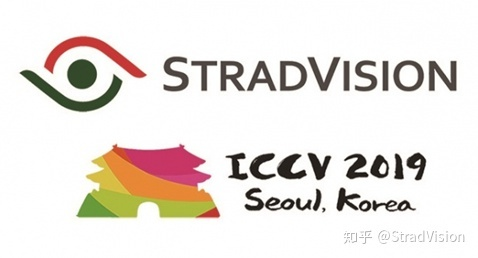 STRADVISION
ICCV 2019
Seoul, Korea
知乎 @StradVision